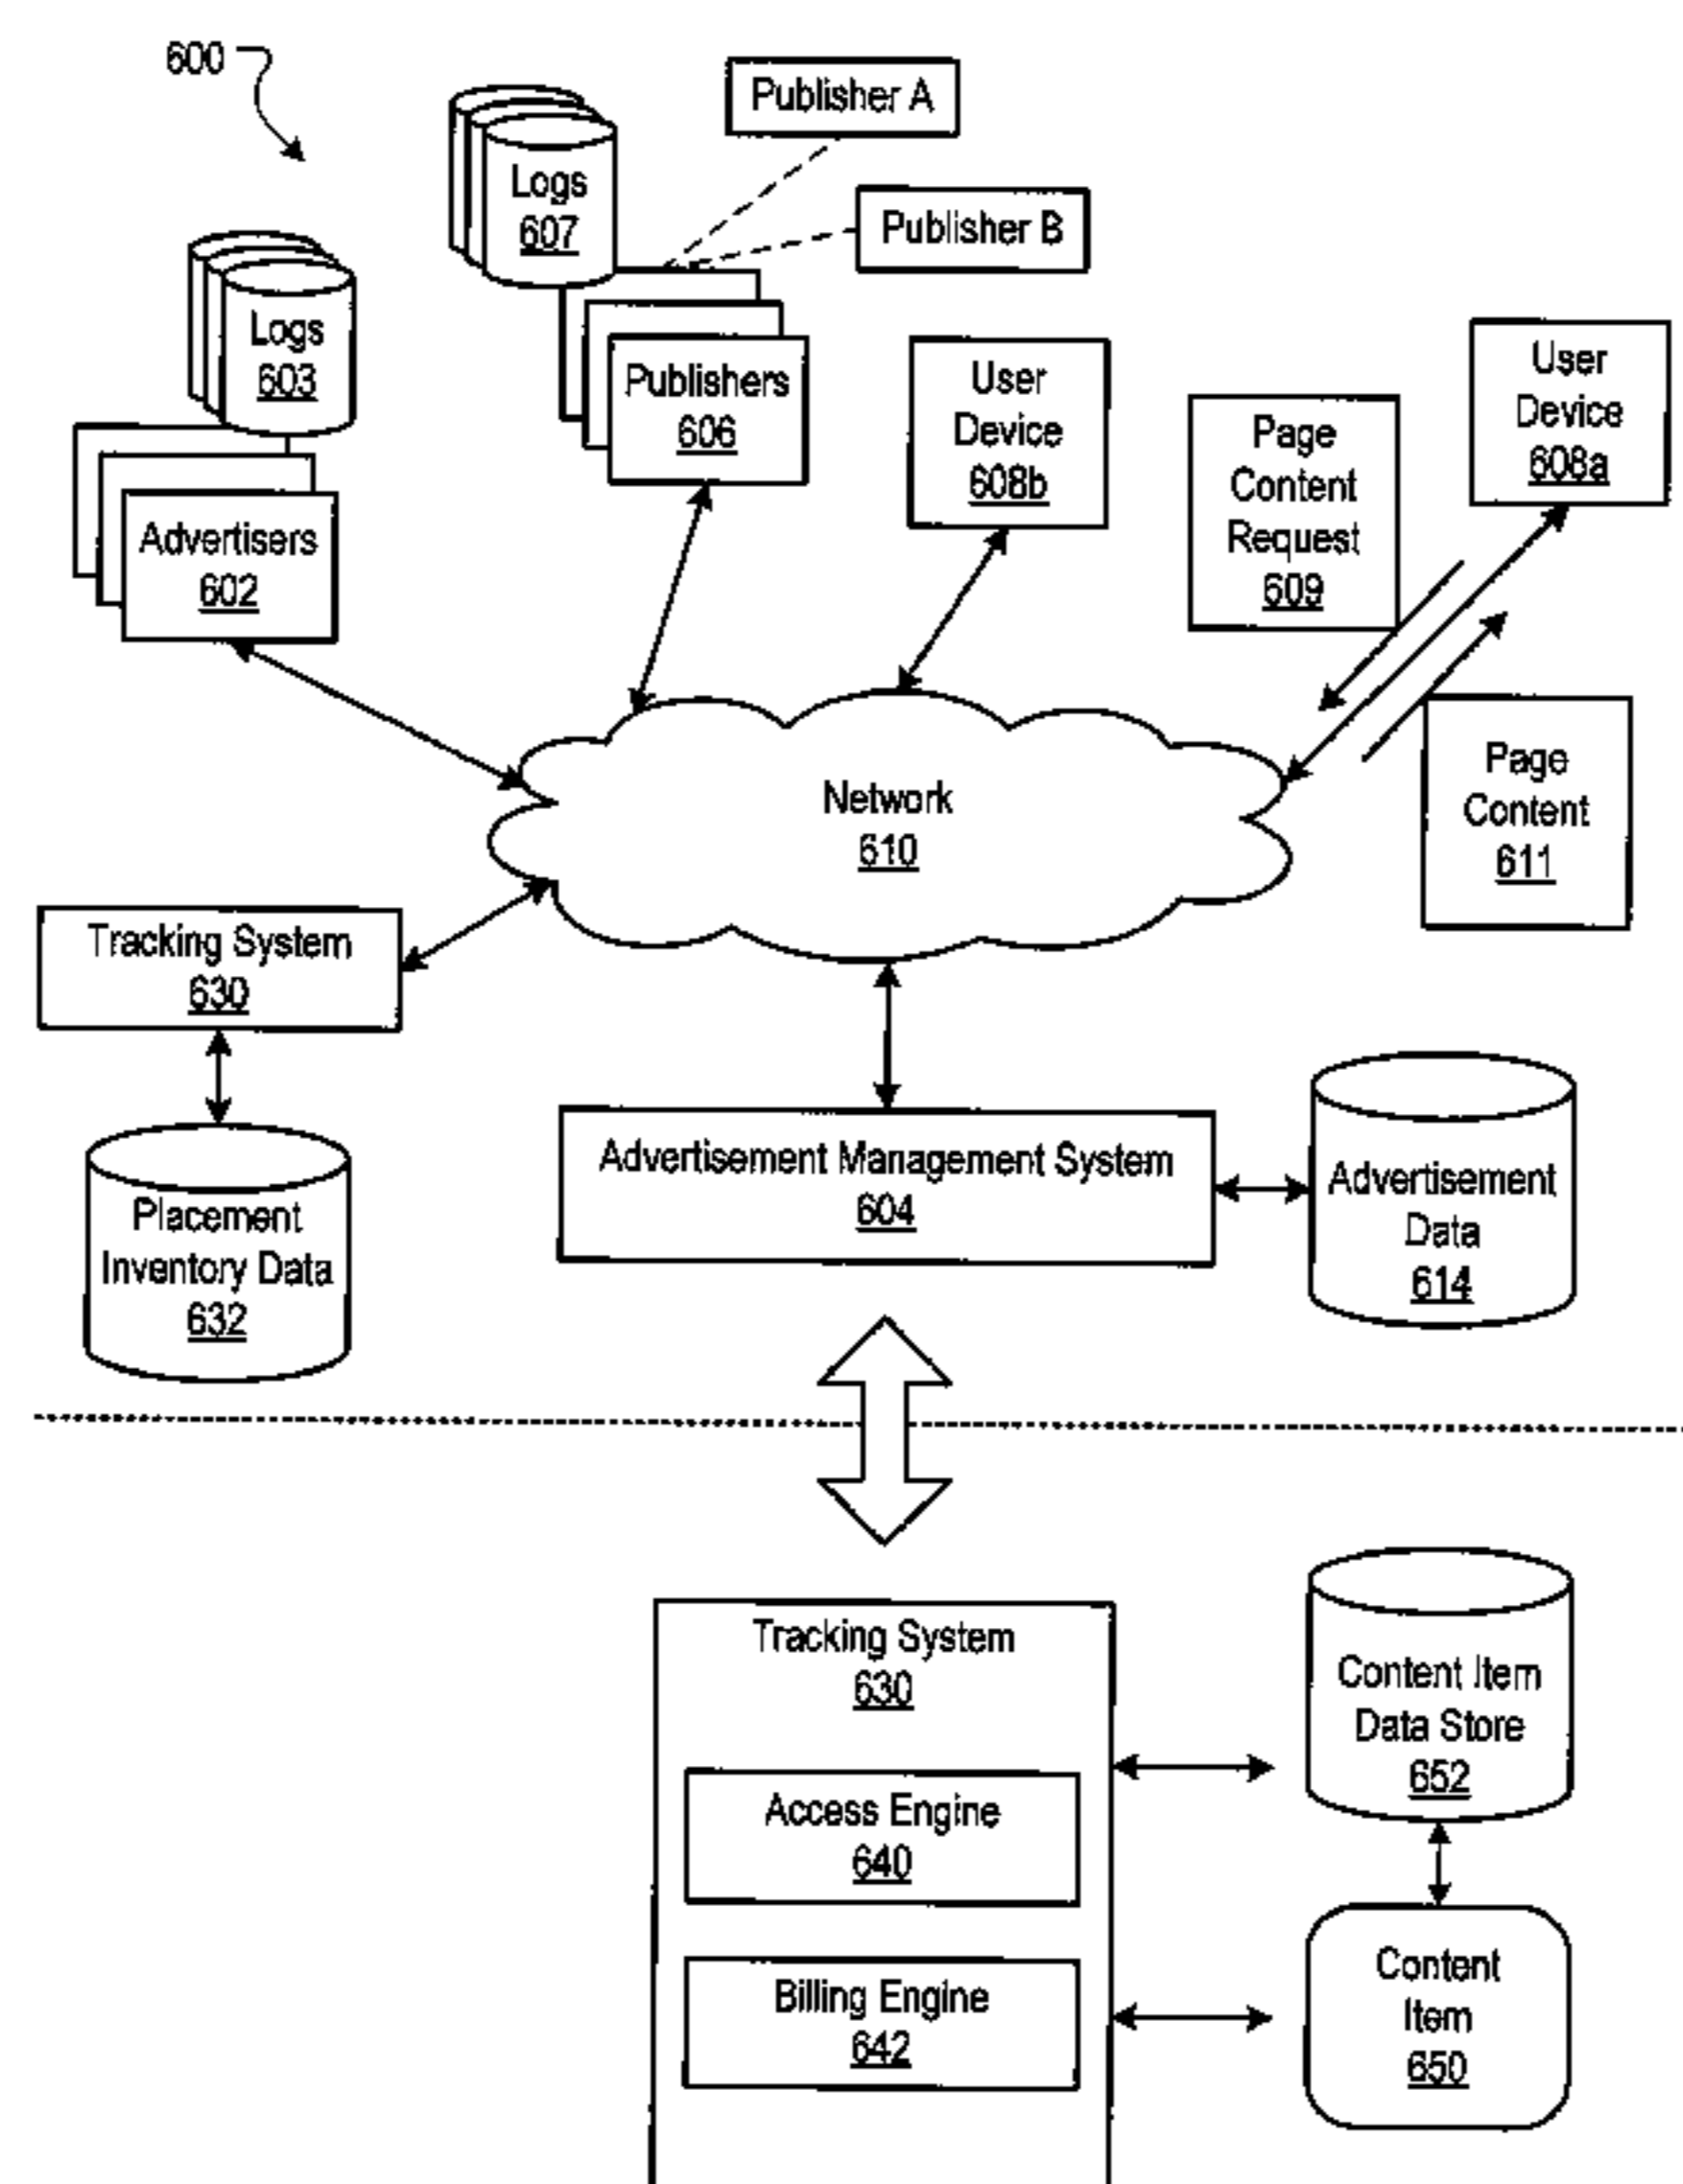 600
Publisher A
Logs
607
Publisher B
Logs
603
Publishers
606
User
Device
608b
Page
Content
Request
609
User
Device
608a
Advertisers
602
Network
610
Page
Content
611
Tracking System
630
Advertisement Management System
604
Advertisement
Data
614
Placement
Inventory Data
632
Tracking System
630
Content Item
Data Store
652
Access Engine
640
Billing Engine
642
Content
Item
650